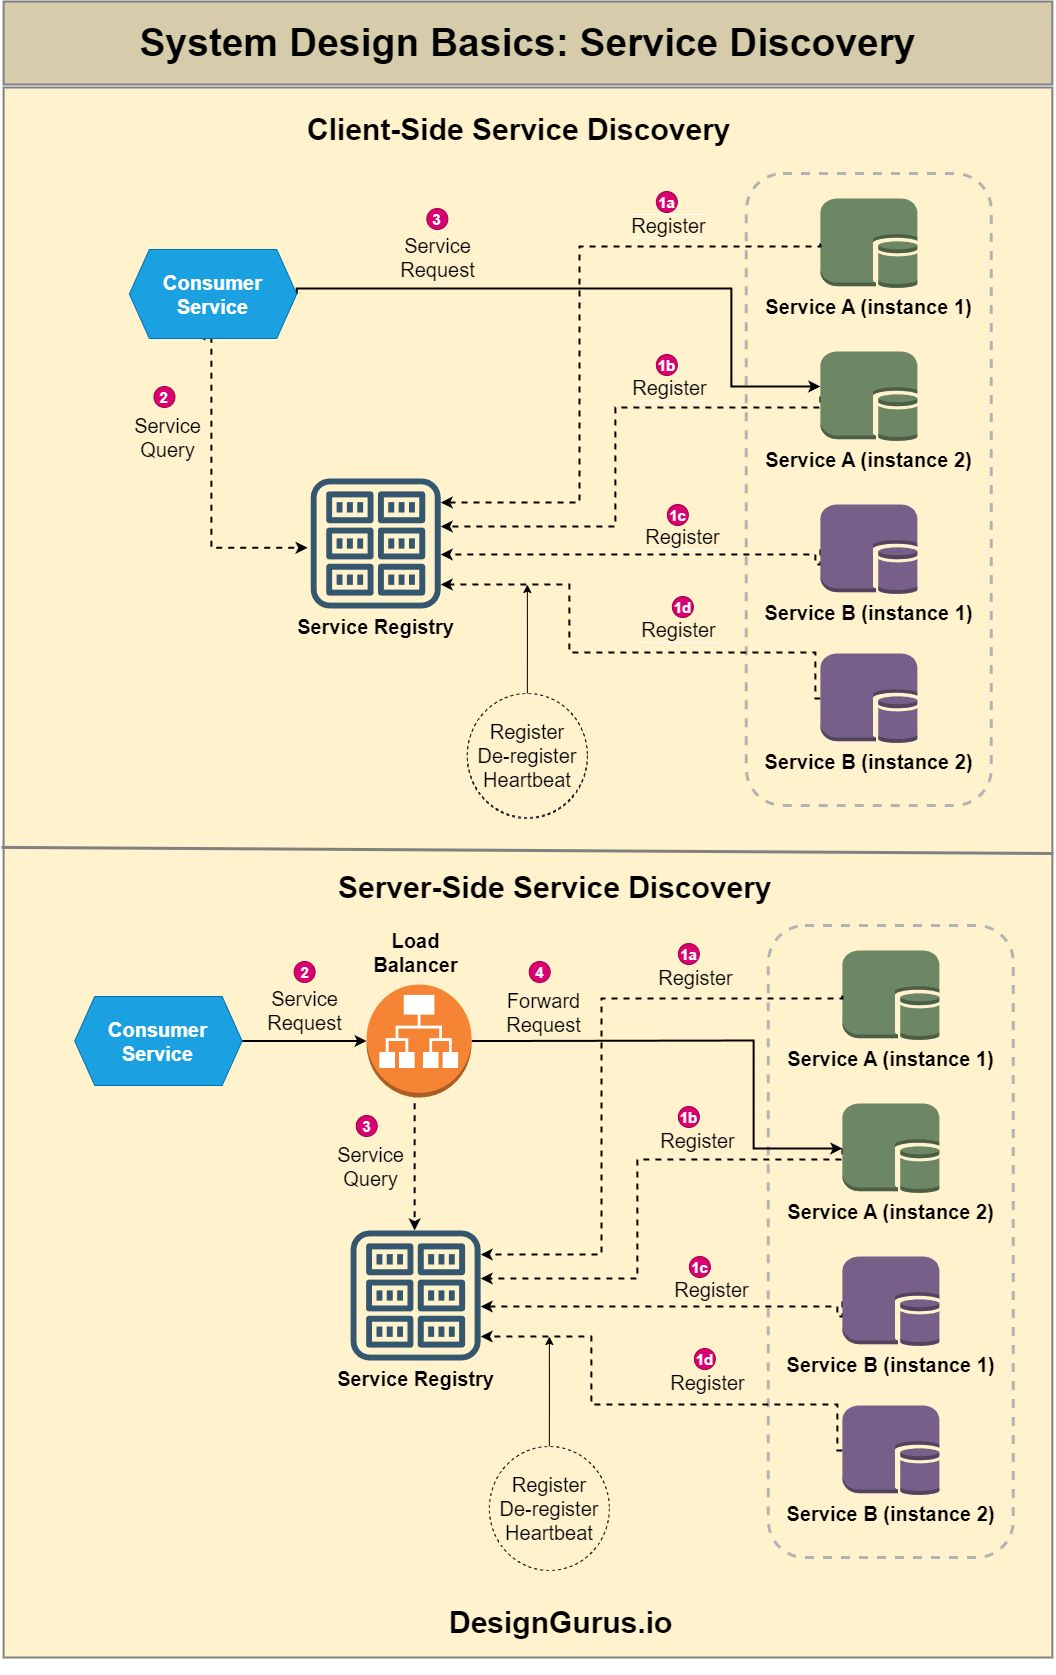 System Design Basics: Service Discovery
Client-Side Service Discovery
1a
Register
3
Service
Request
Consumer
Service
Service A (instance 1)
1b
Register
2
Service
Query
Service A (instance 2)
1c
Register
Service B (instance 1)
1d
Register
Service Registry
Register
De-register
Heartbeat
Service B (instance 2)
Server-Side Service Discovery
Load
Balancer
1a
Register
2
Service
Request
4
Forward
Request
Consumer
Service
Service A (instance 1)
1b
Register
3
Service
Query
Service A (instance 2)
1c
Register
Service B (instance 1)
1d
Register
Service Registry
Register
De-register
Heartbeat
Service B (instance 2)
DesignGurus.io